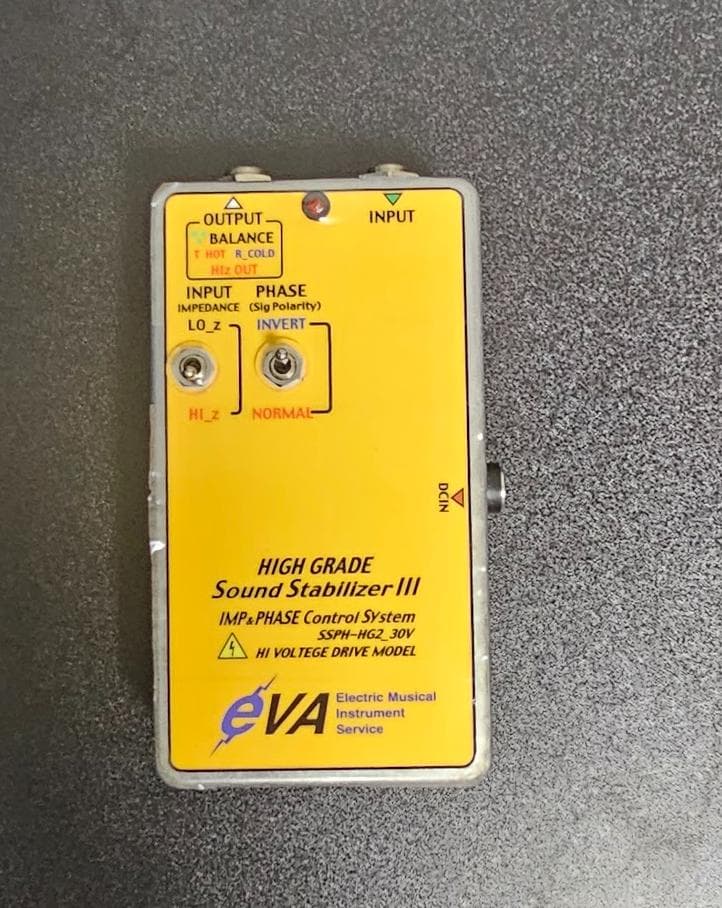 OUTPUT
INPUT
BALANCE
T HOT R_COLD
HIz OUT
INPUT PHASE
IMPEDANCE (Sig Polarity)
LO_z INVERT
HI_z NORMAL
DCIN
HIGH GRADE
Sound Stabilizer III
IMP&PHASE Control SYstem
SSPH-HG2_30V
HI VOLTEGE DRIVE MODEL
eVA
Electric Musical
Instrument
Service